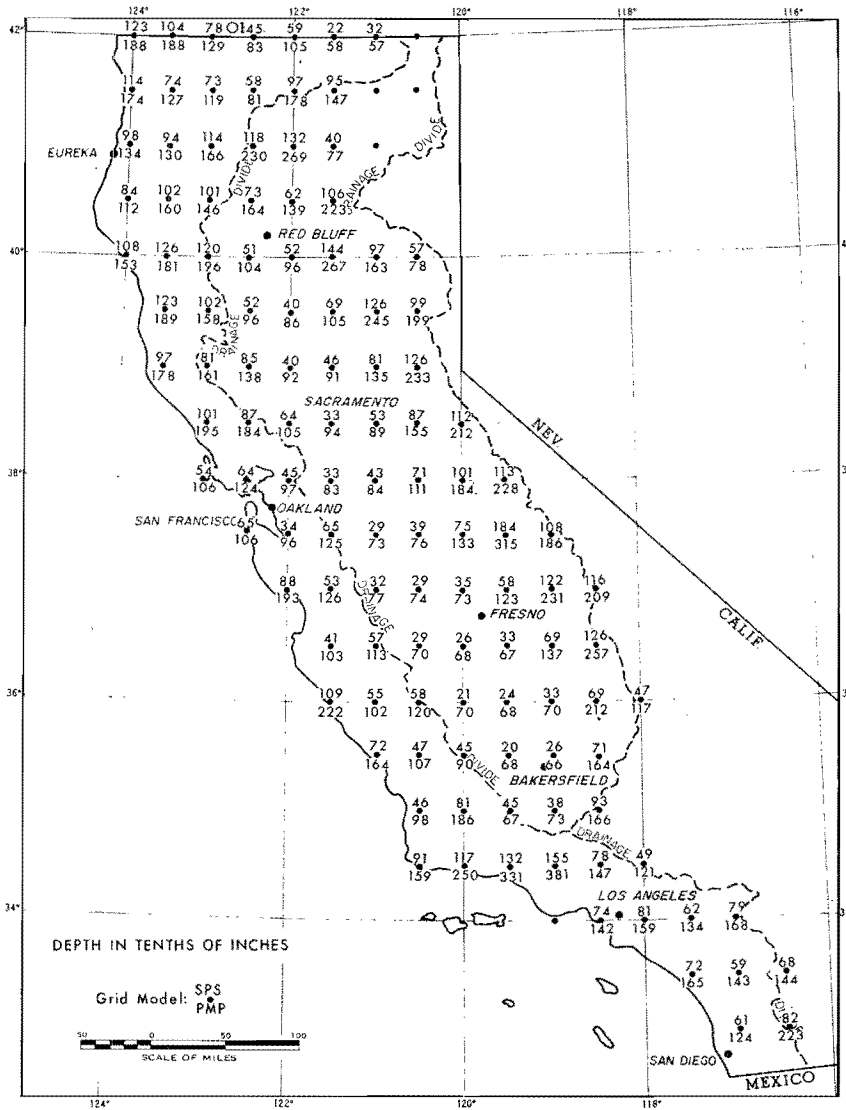 124° 122° 120° 118° 116°
42°
123 104 78 OR 145 59 22 32
188 188 129 83 105 58 57
114 74 73 58 97 95
174 127 119 81 178 147
98 94 114 118 132 40
EUREKA 134 130 166 230 269 77
DIVIDE DIVIDE
84 102 101 73 62 106
112 160 146 164 139 223
DRAINAGE
RED BLUFF
40°
108 126 120 51 52 144 97 57
153 181 196 104 96 267 163 78
123 102 52 40 69 126 99
189 158 96 86 105 245 199
DRAINAGE
97 81 85 40 46 81 126
178 161 138 92 91 135 233
SACRAMENTO
101 87 64 33 53 87 112
195 184 105 94 89 155 212
NEV
CALIF
38°
54 64 45 33 43 71 101 113
106 124 97 83 84 111 184 228
OAKLAND
SAN FRANCISCO
65 34 65 29 39 75 184 108
106 96 125 73 76 133 315 186
88 53 32 29 35 58 122 116
193 126 77 74 73 123 231 209
DRAINAGE
FRESNO
41 57 29 26 33 69 126
103 113 70 68 67 137 257
36°
109 55 58 21 24 33 69 47
222 102 120 70 68 70 212 117
72 47 45 20 26 71
164 107 90 68 66 164
DIVIDE
BAKERSFIELD
46 81 45 38 93
98 186 67 73 166
DRAINAGE
91 117 132 155 78 49
159 250 331 381 147 121
LOS ANGELES
34°
74 81 62 79
142 159 134 168
72 59 68
165 143 144
61 82
124 223
SAN DIEGO
MEXICO
DEPTH IN TENTHS OF INCHES
Grid Model: SPS
PMP
50 0 50 100
SCALE OF MILES
124° 122° 120° 118°